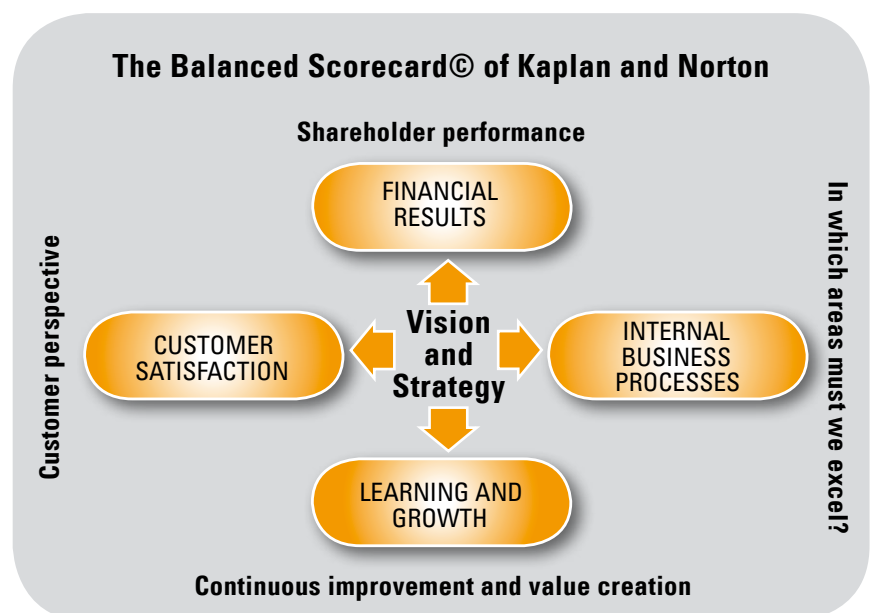 The Balanced Scorecard© of Kaplan and Norton
Shareholder performance
FINANCIAL
RESULTS
Customer perspective
CUSTOMER
SATISFACTION
Vision
and
Strategy
INTERNAL
BUSINESS
PROCESSES
In which areas must we excel?
LEARNING AND
GROWTH
Continuous improvement and value creation